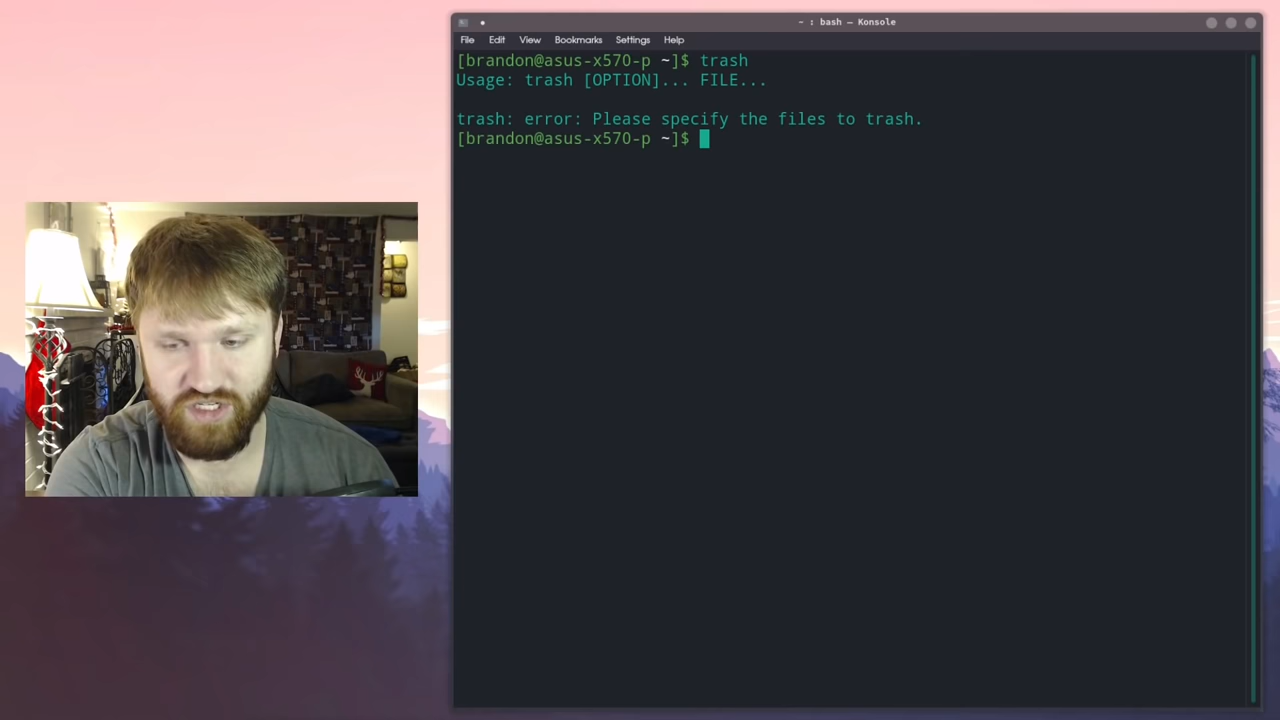 ~ : bash — Konsole
File Edit View Bookmarks Settings Help
[brandon@asus-x570-p ~]$ trash
Usage: trash [OPTION]... FILE...
trash: error: Please specify the files to trash.
[brandon@asus-x570-p ~]$